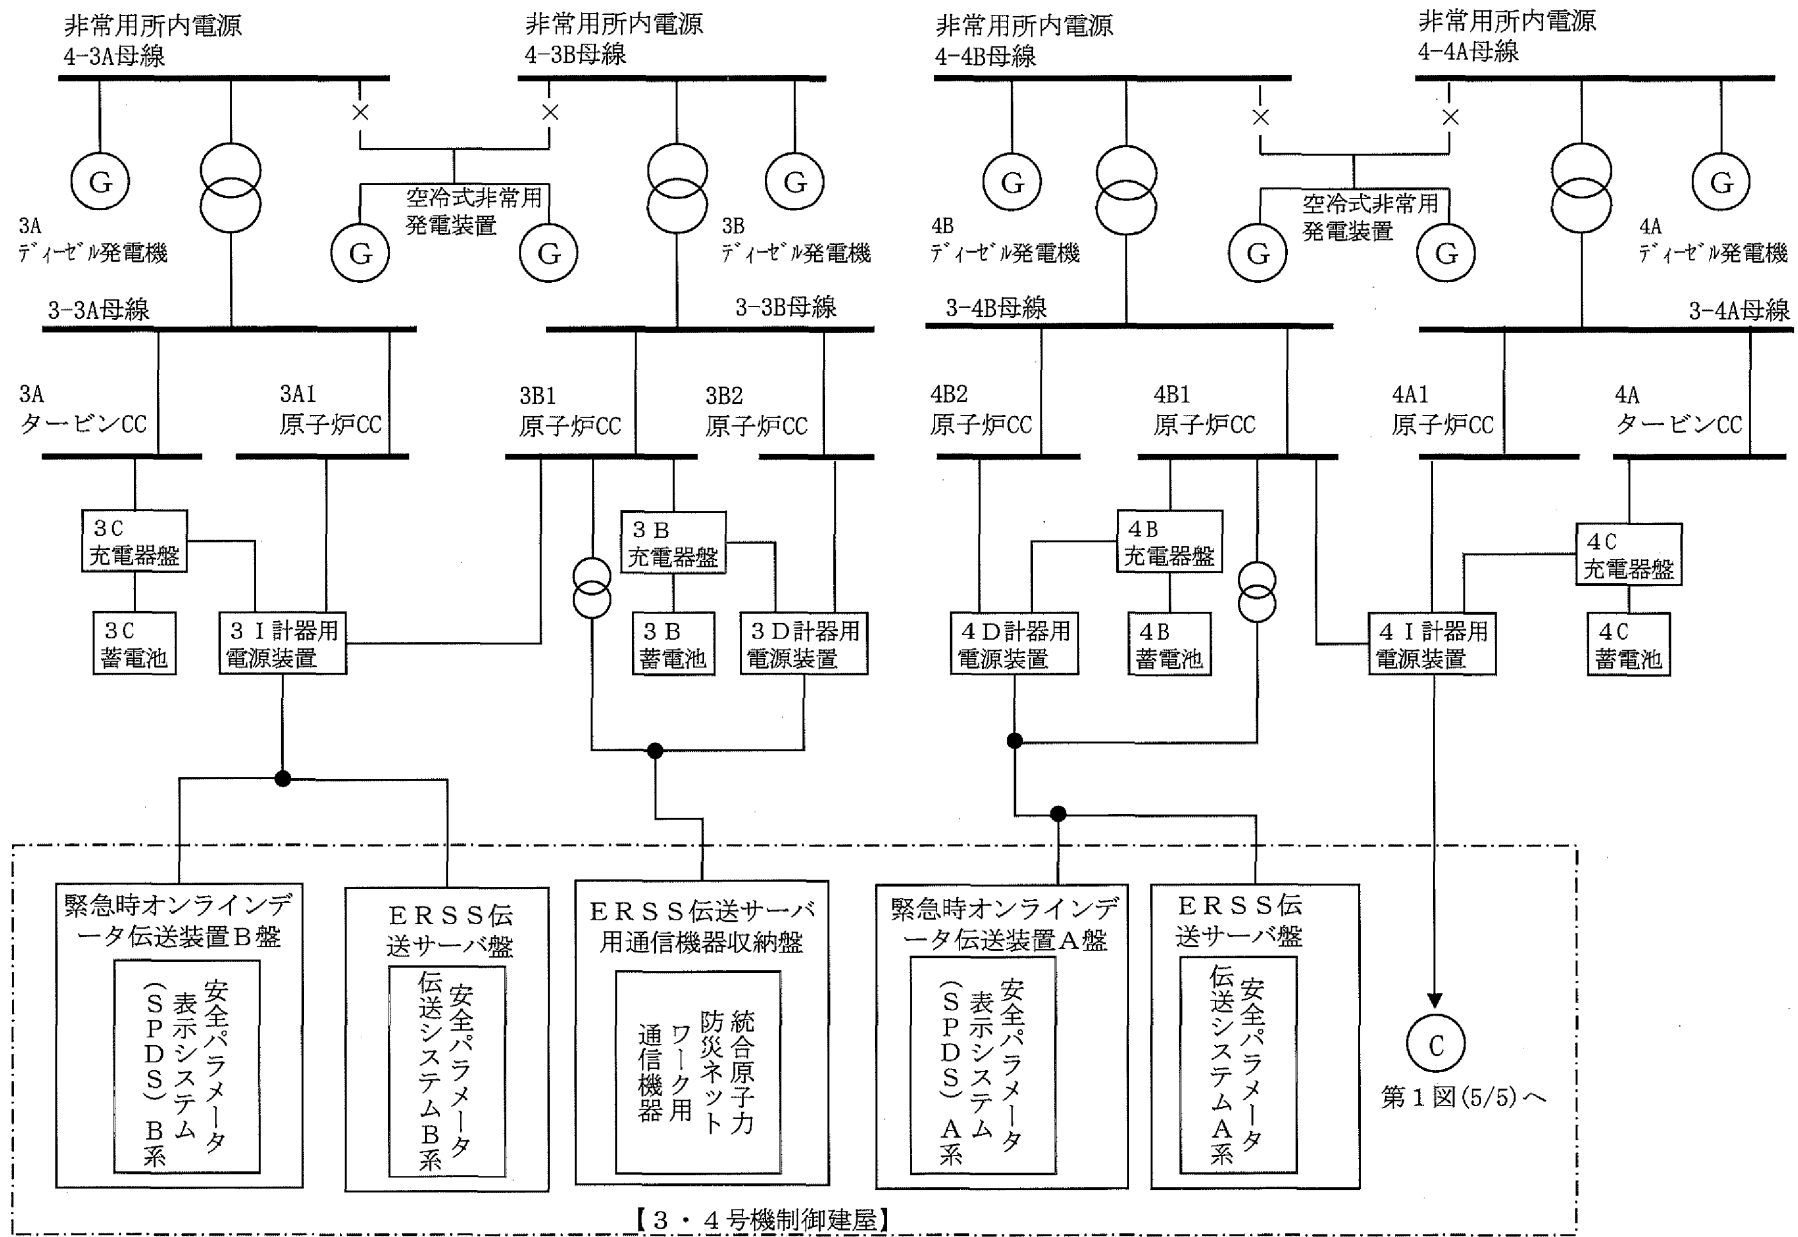 非常用所内電源
4-3A母線
非常用所内電源
4-3B母線
非常用所内電源
4-4B母線
非常用所内電源
4-4A母線
×
×
×
×
G
G
G
G
3A
ﾃﾞｨｰｾﾞﾙ発電機
空冷式非常用
発電装置
G
G
3B
ﾃﾞｨｰｾﾞﾙ発電機
4B
ﾃﾞｨｰｾﾞﾙ発電機
空冷式非常用
発電装置
G
G
4A
ﾃﾞｨｰｾﾞﾙ発電機
3-3A母線
3-3B母線
3-4B母線
3-4A母線
3A
タービンCC
3A1
原子炉CC
3B1
原子炉CC
3B2
原子炉CC
4B2
原子炉CC
4B1
原子炉CC
4A1
原子炉CC
4A
タービンCC
３C
充電器盤
３Ｂ
充電器盤
４B
充電器盤
４C
充電器盤
３C
蓄電池
３Ｉ計器用
電源装置
３Ｂ
蓄電池
３Ｄ計器用
電源装置
４Ｄ計器用
電源装置
４B
蓄電池
４Ｉ計器用
電源装置
４C
蓄電池
緊急時オンラインデ
ータ伝送装置Ｂ盤
安全パラメータ
表示システム
（ＳＰＤＳ）Ｂ系
ＥＲＳＳ伝
送サーバ盤
安全パラメータ
伝送システムＢ系
ＥＲＳＳ伝送サーバ
用通信機器収納盤
統合原子力
防災ネット
ワーク用
通信機器
緊急時オンラインデ
ータ伝送装置Ａ盤
安全パラメータ
表示システム
（ＳＰＤＳ）Ａ系
ＥＲＳＳ伝
送サーバ盤
安全パラメータ
伝送システムＡ系
C
第１図(5/5)へ
【３・４号機制御建屋】